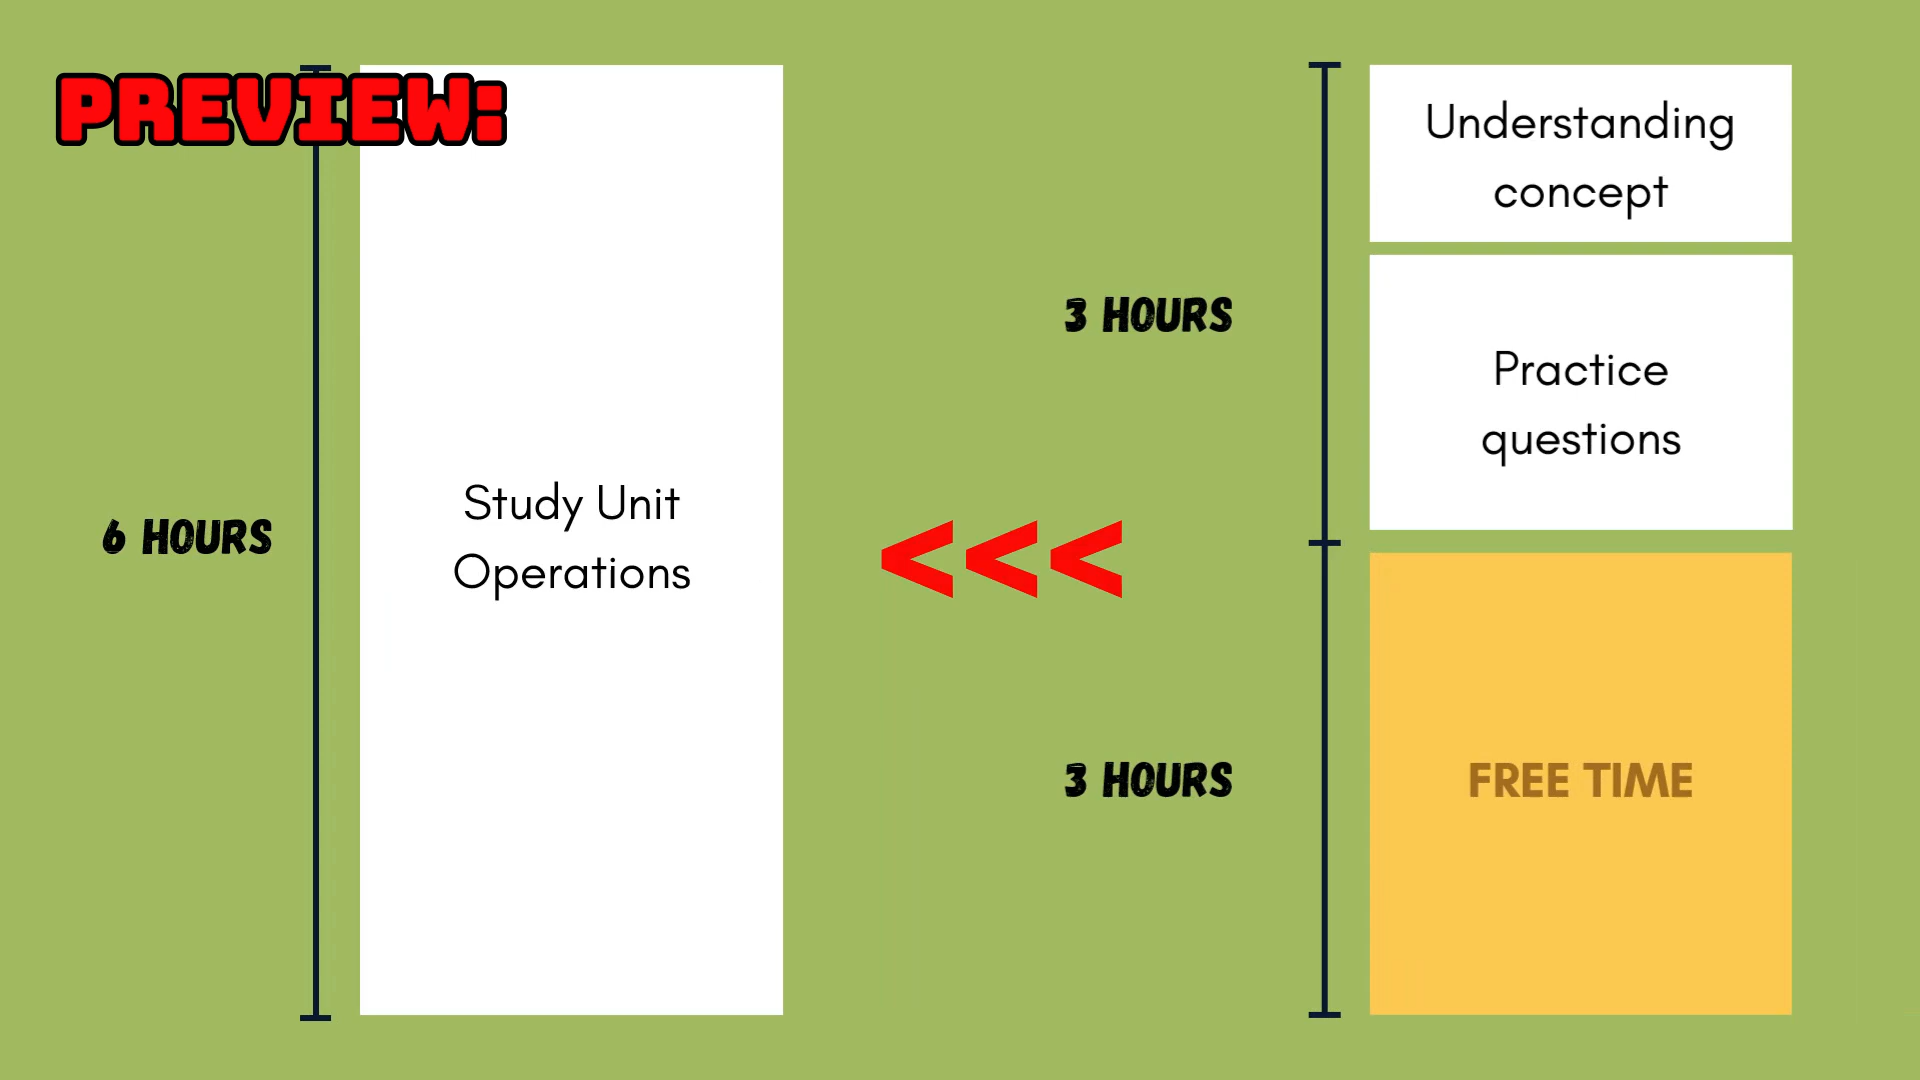 PREVIEW:
6 HOURS
Study Unit
Operations
<<<
3 HOURS
Understanding
concept
Practice
questions
3 HOURS
FREE TIME